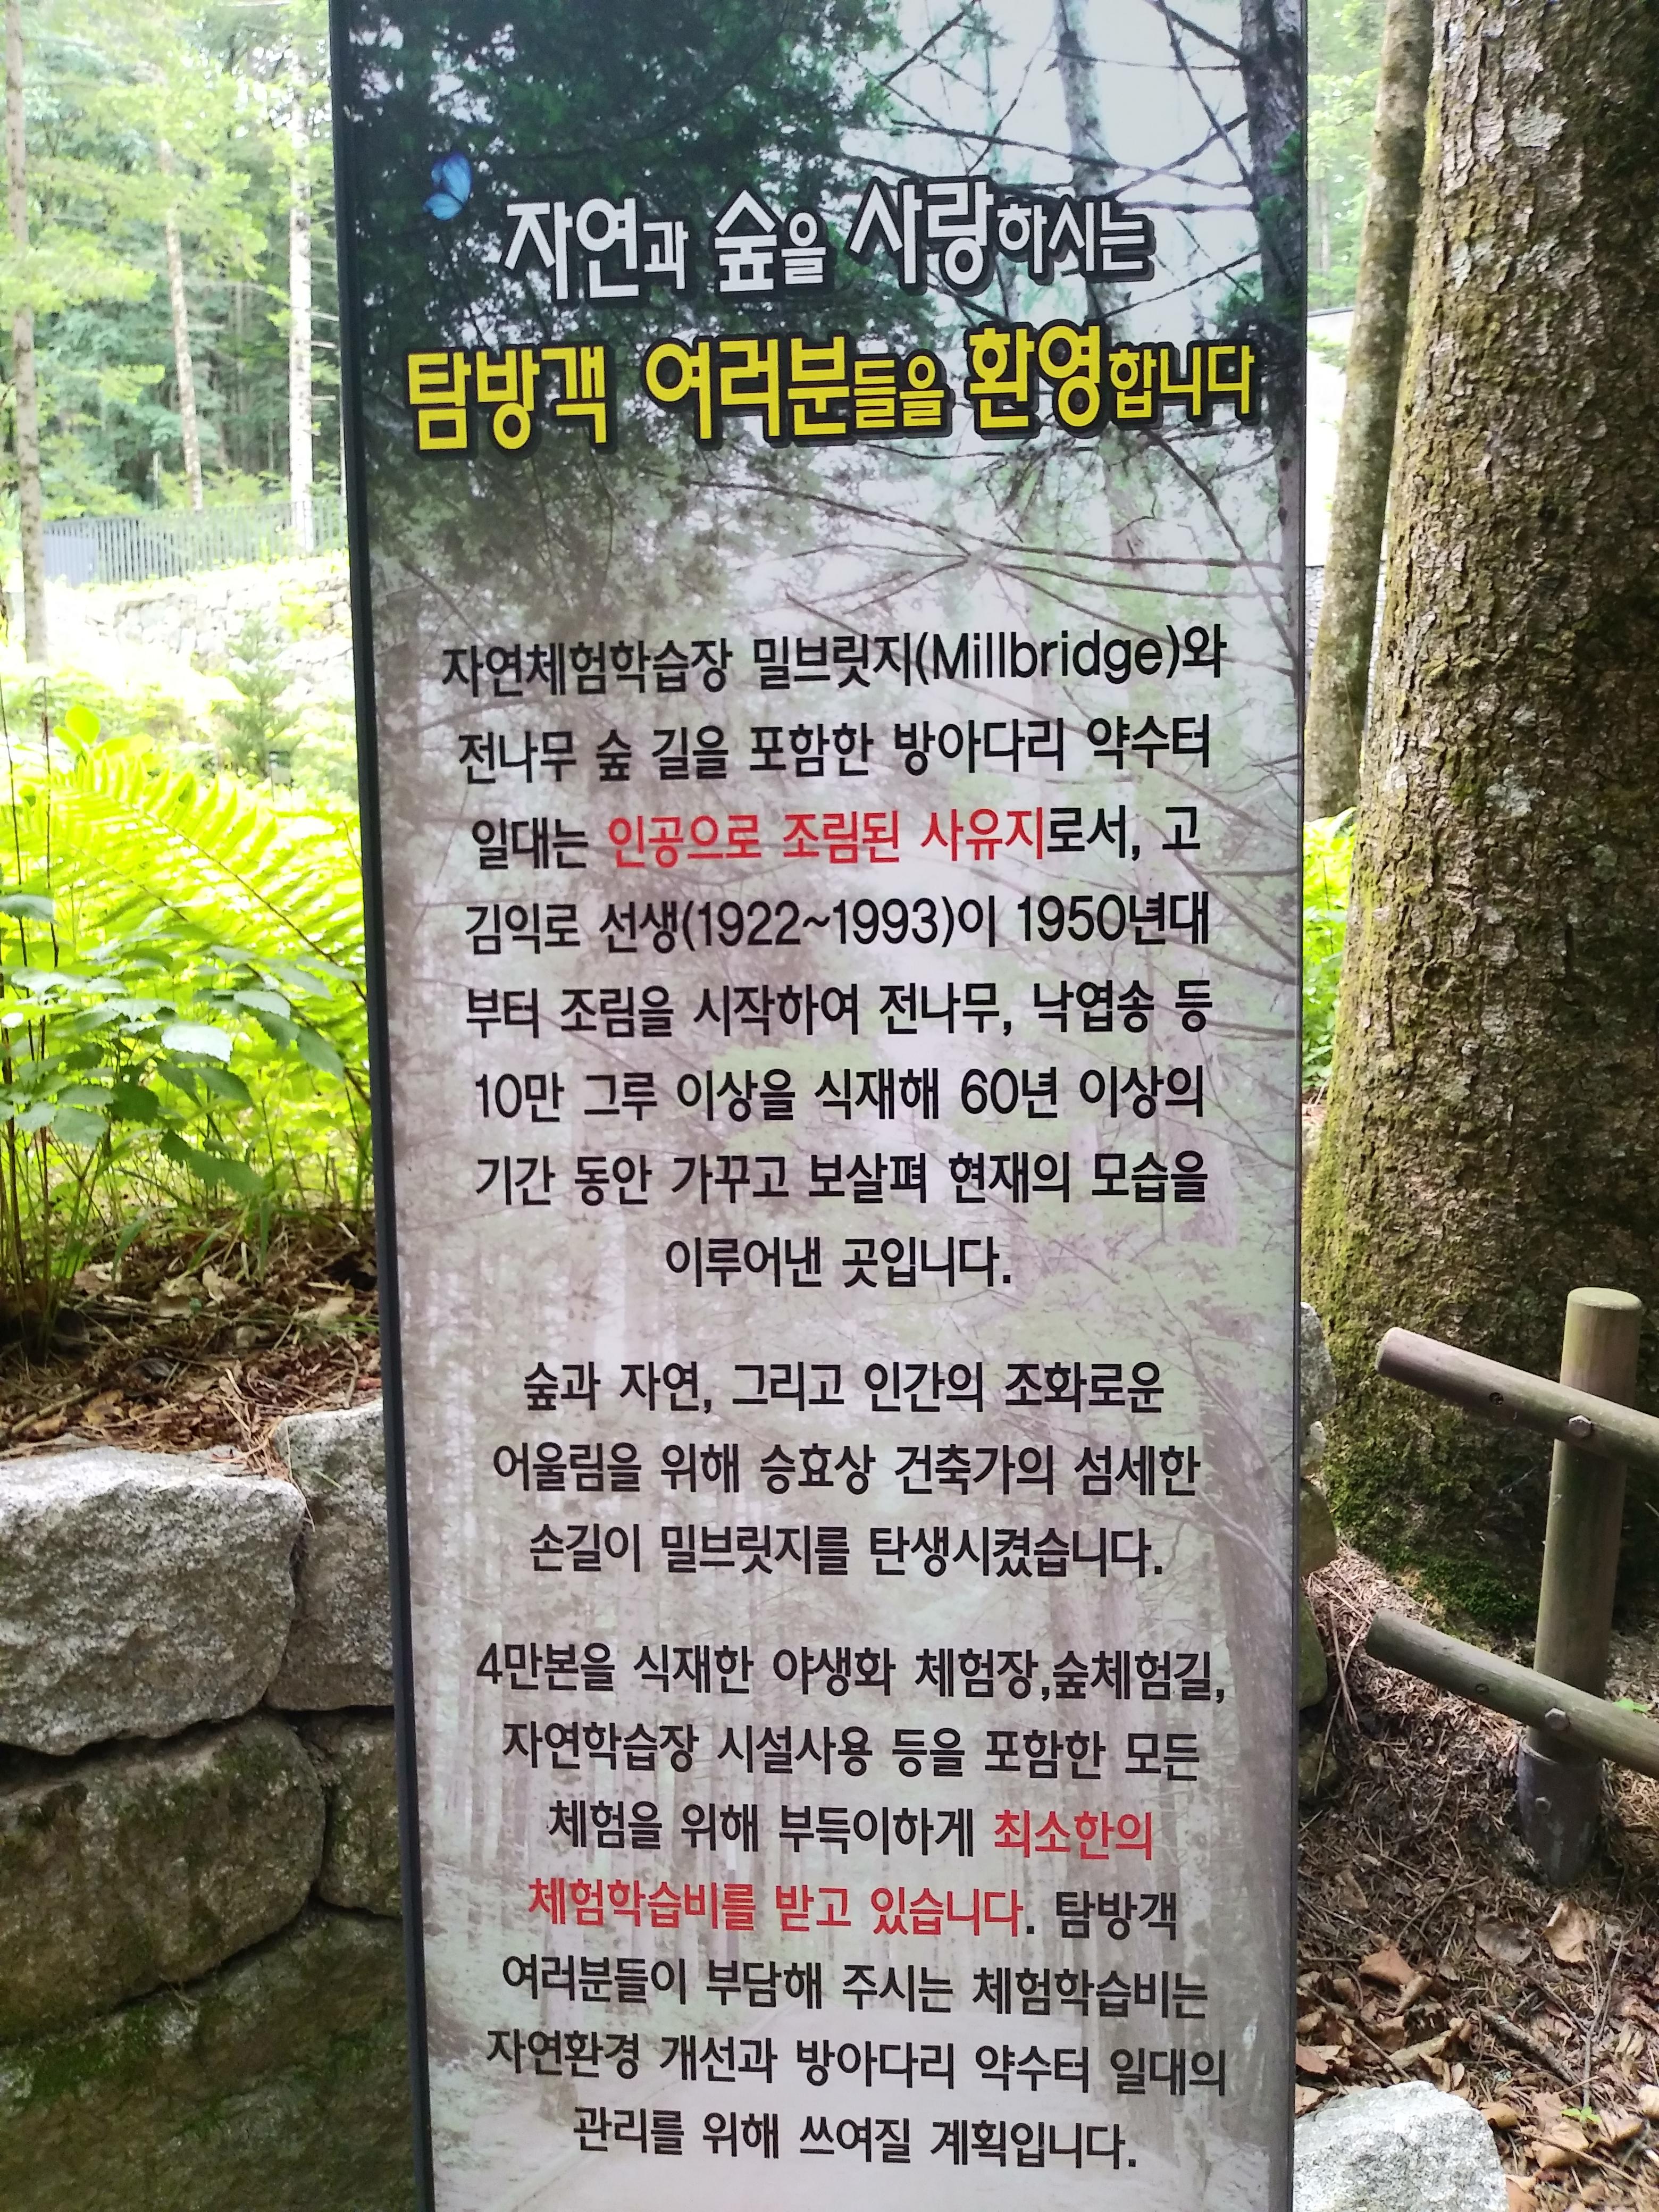 자연과 숲을 사랑하시는
탐방객 여러분들을 환영합니다
자연체험학습장 밀브릿지(Millbridge)와
전나무 숲 길을 포함한 방아다리 약수터
일대는 인공으로 조림된 사유지로서, 고
김익로 선생(1922~1993)이 1950년대
부터 조림을 시작하여 전나무, 낙엽송 등
10만 그루 이상을 식재해 60년 이상의
기간 동안 가꾸고 보살펴 현재의 모습을
이루어낸 곳입니다.
숲과 자연, 그리고 인간의 조화로운
어울림을 위해 승효상 건축가의 섬세한
손길이 밀브릿지를 탄생시켰습니다.
4만본을 식재한 야생화 체험장,숲체험길,
자연학습장 시설사용 등을 포함한 모든
체험을 위해 부득이하게 최소한의
체험학습비를 받고 있습니다. 탐방객
여러분들이 부담해 주시는 체험학습비는
자연환경 개선과 방아다리 약수터 일대의
관리를 위해 쓰여질 계획입니다.